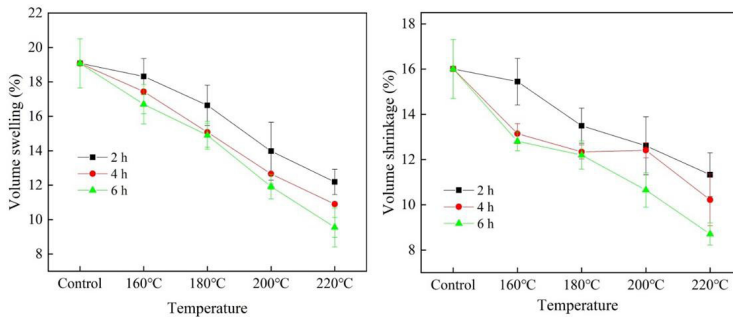 22
20
18
16
14
12
10
8
Volume swelling (%)
2 h
4 h
6 h
Control 160℃ 180℃ 200℃ 220℃
Temperature
18
16
14
12
10
8
Volume shrinkage (%)
2 h
4 h
6 h
Control 160℃ 180℃ 200℃ 220℃
Temperature